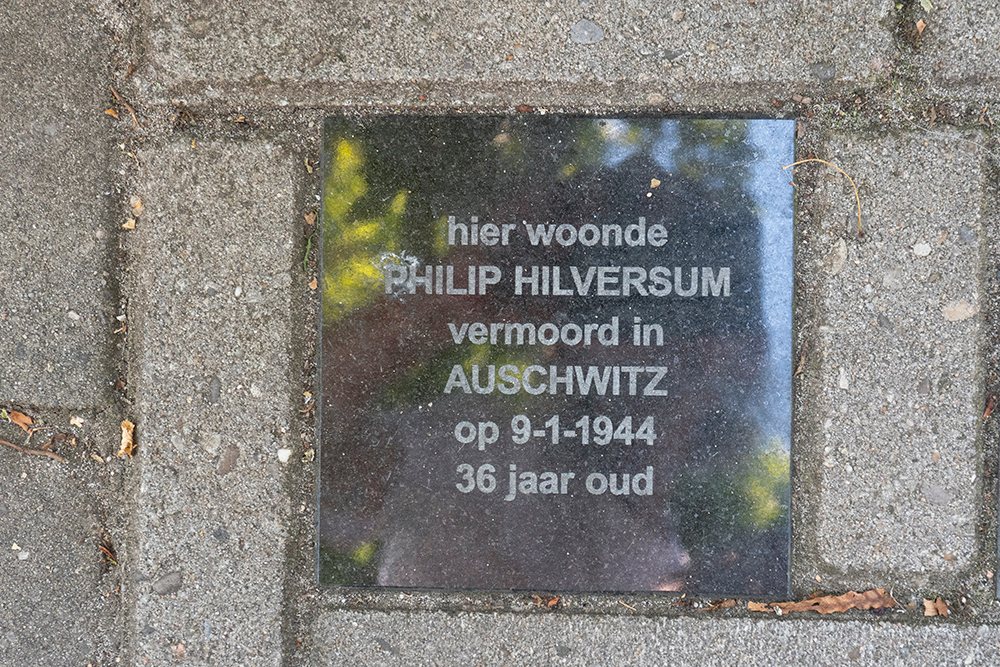 hier woonde
PHILIP HILVERSUM
vermoord in
AUSCHWITZ
op 9-1-1944
36 jaar oud